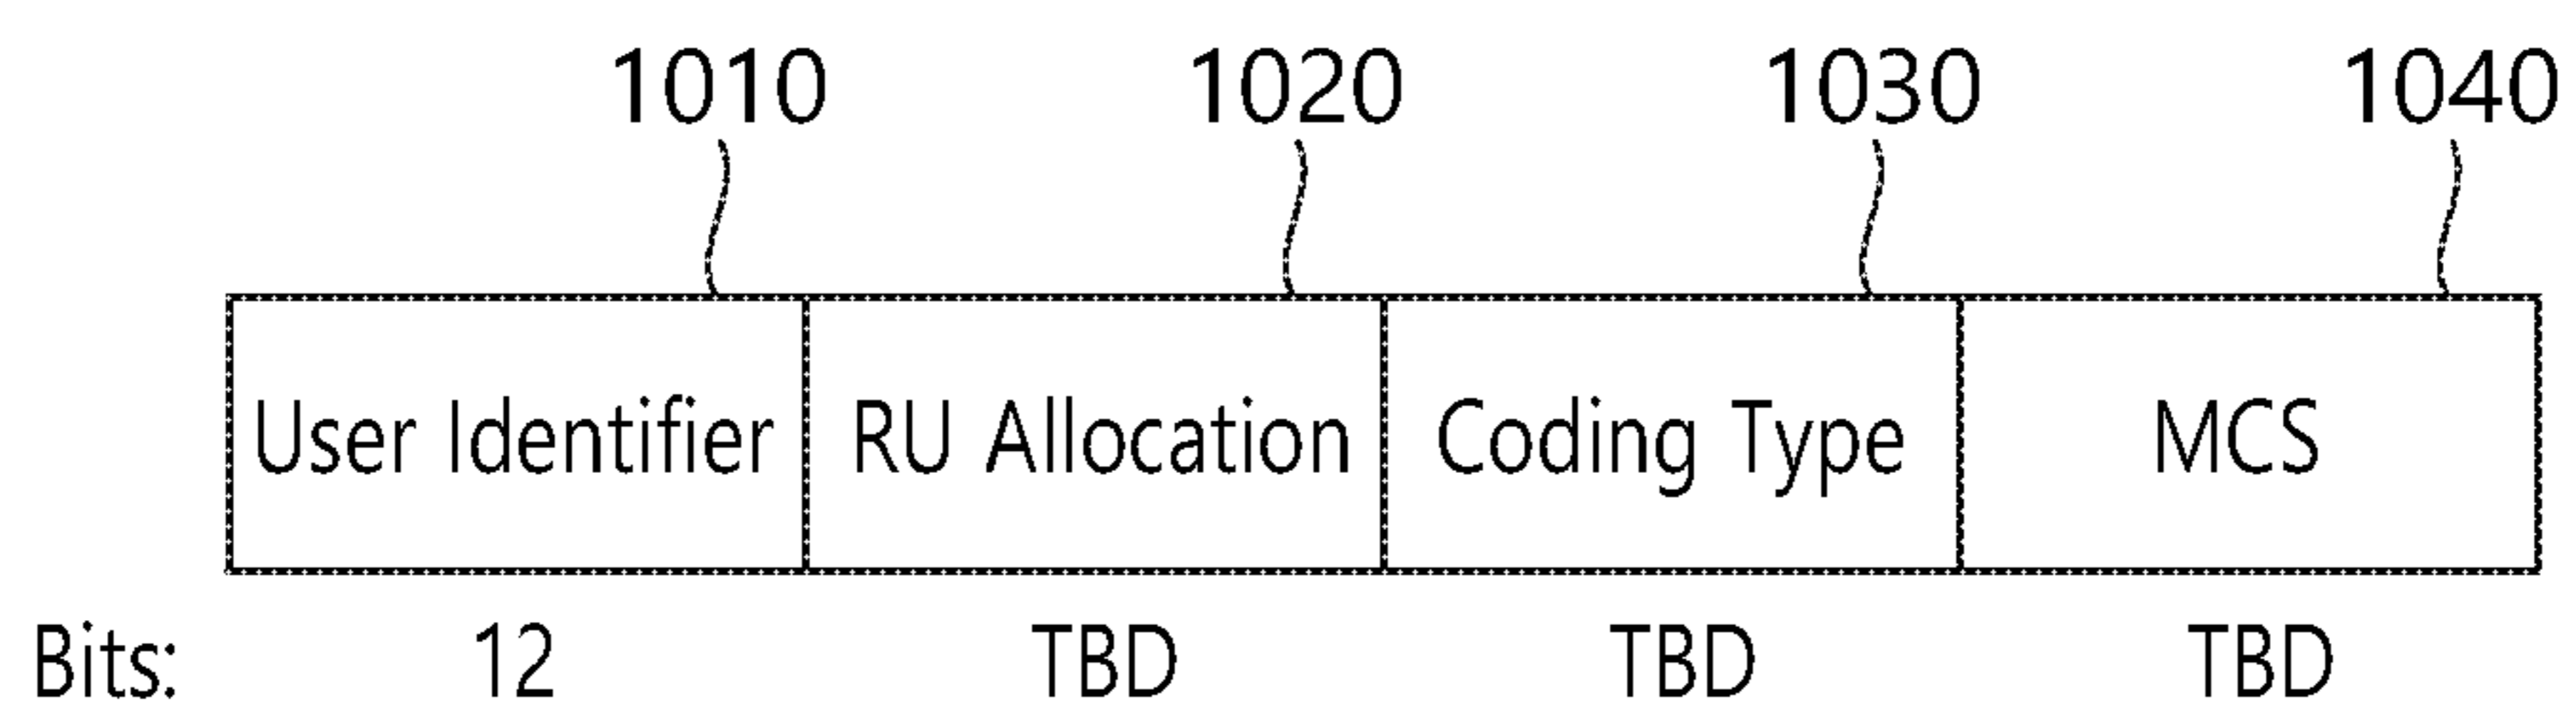 1010 1020 1030 1040
User Identifier RU Allocation Coding Type MCS
Bits: 12 TBD TBD TBD